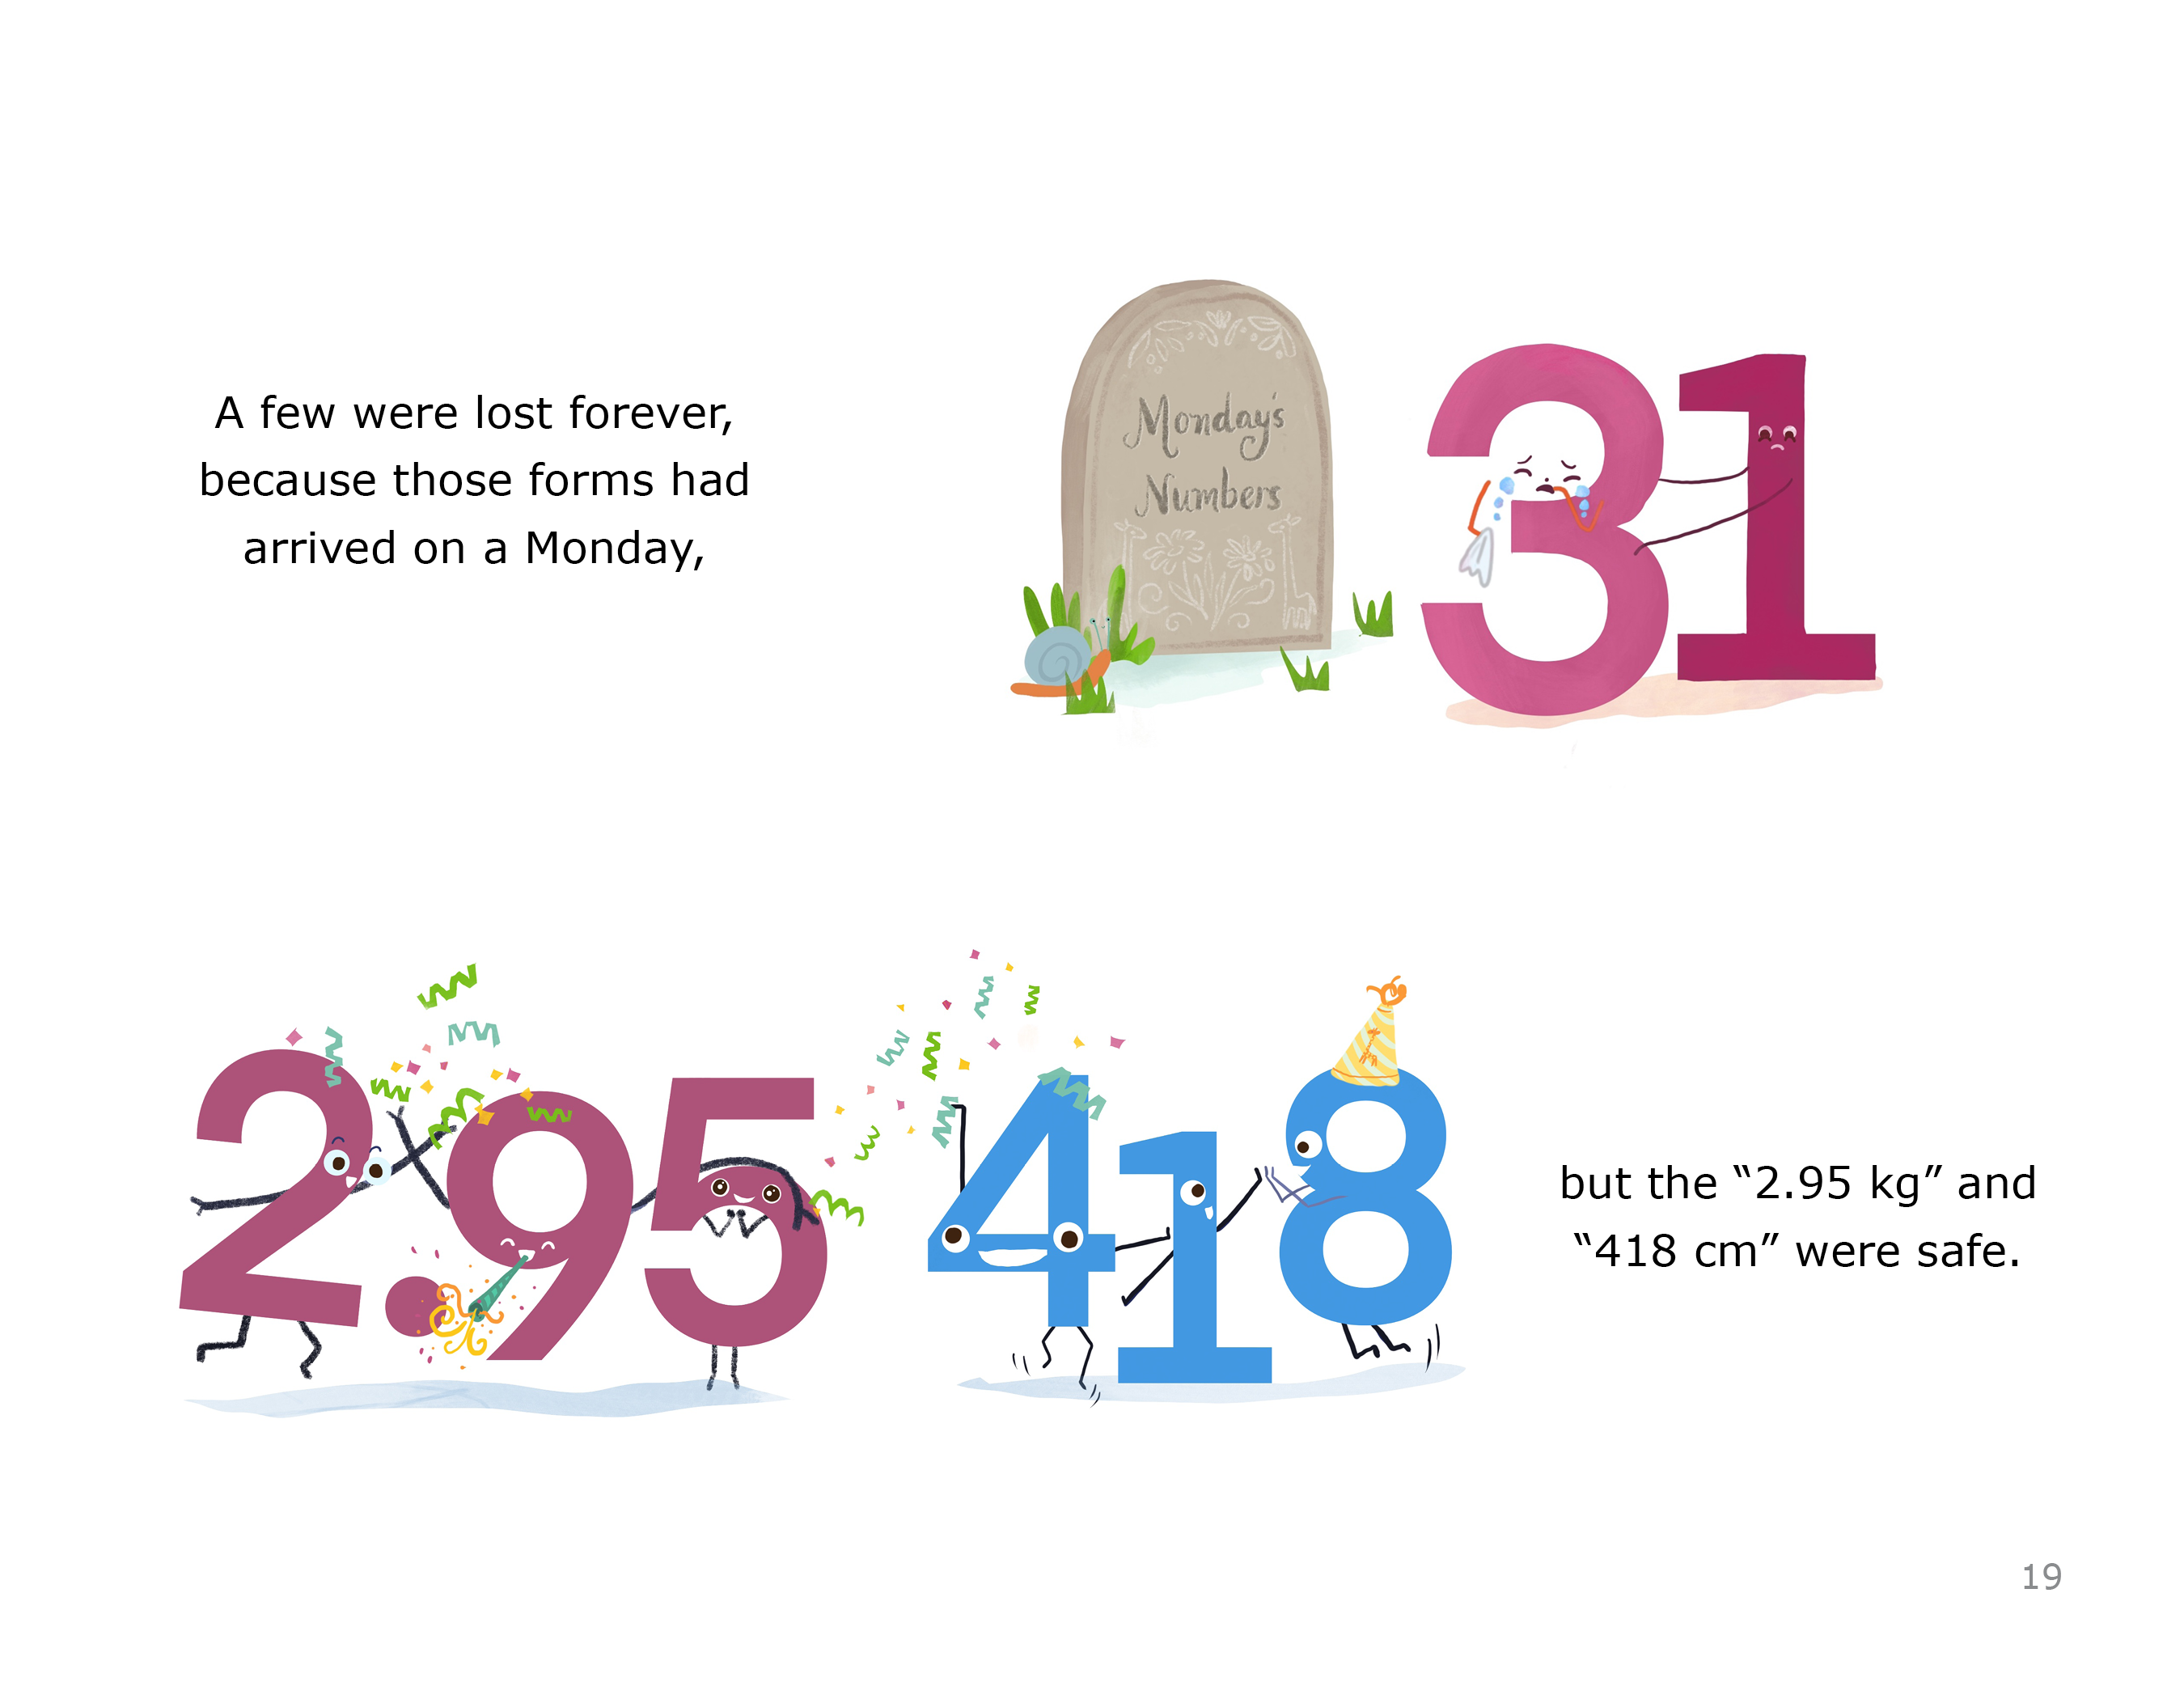 A few were lost forever,
because those forms had
arrived on a Monday,
Monday's
Numbers
31
2.95
418
but the “2.95 kg” and
“418 cm” were safe.
19